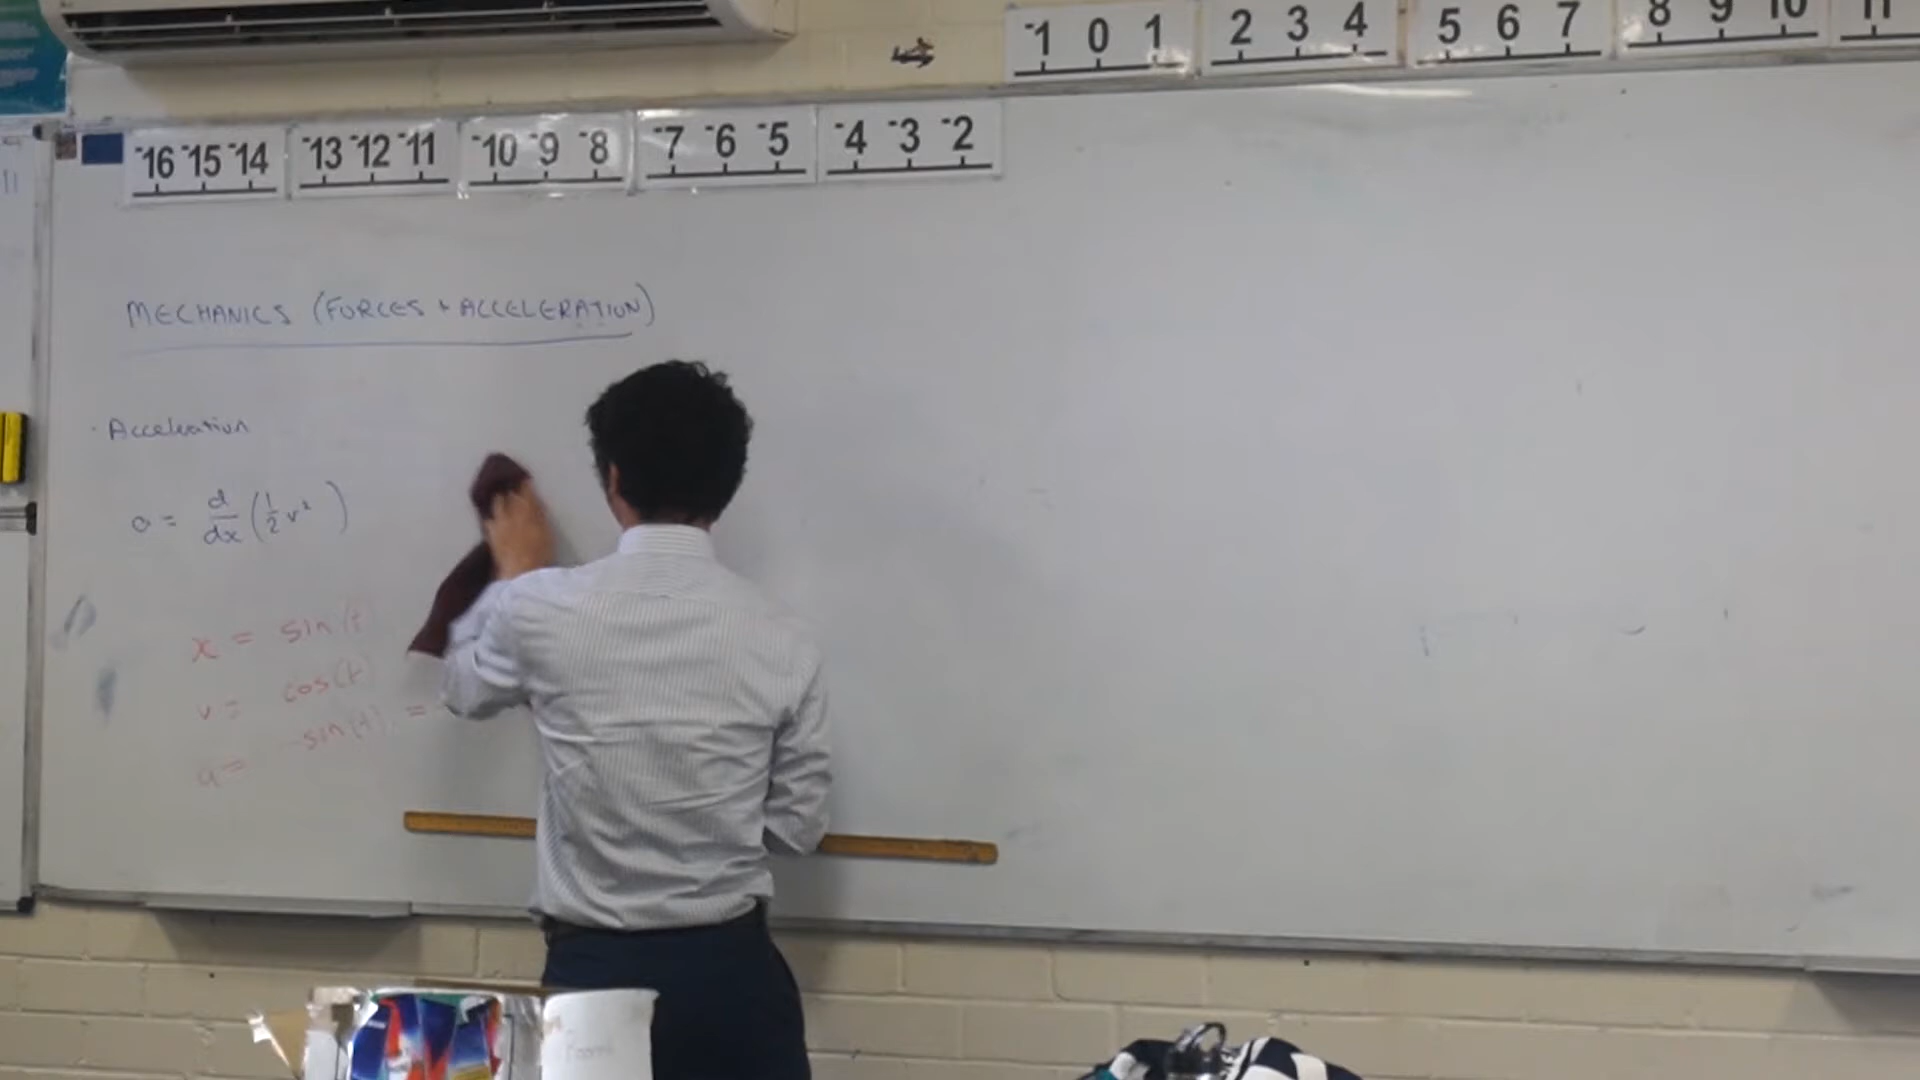 -1 0 1 2 3 4 5 6 7 8 9 10 11
-16 -15 -14 -13 -12 -11 -10 -9 -8 -7 -6 -5 -4 -3 -2
MECHANICS (FORCES + ACCELERATION)
· Acceleration
a = d/dx (1/2 v²)
x = sin(t
v = cos(t)
a = -sin(t) =